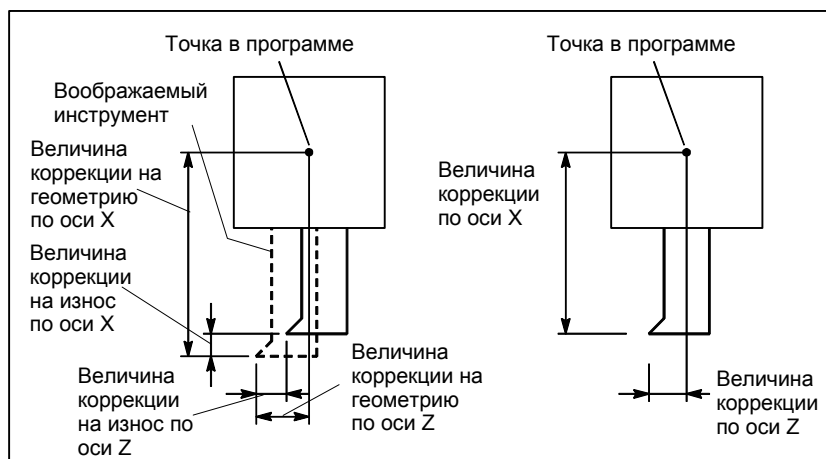 Точка в программе
Воображаемый
инструмент
Величина
коррекции на
геометрию
по оси X
Величина
коррекции
на износ
по оси X
Величина
коррекции
на износ по
оси Z
Величина
коррекции на
геометрию
по оси Z
Точка в программе
Величина
коррекции
по оси X
Величина
коррекции
по оси Z